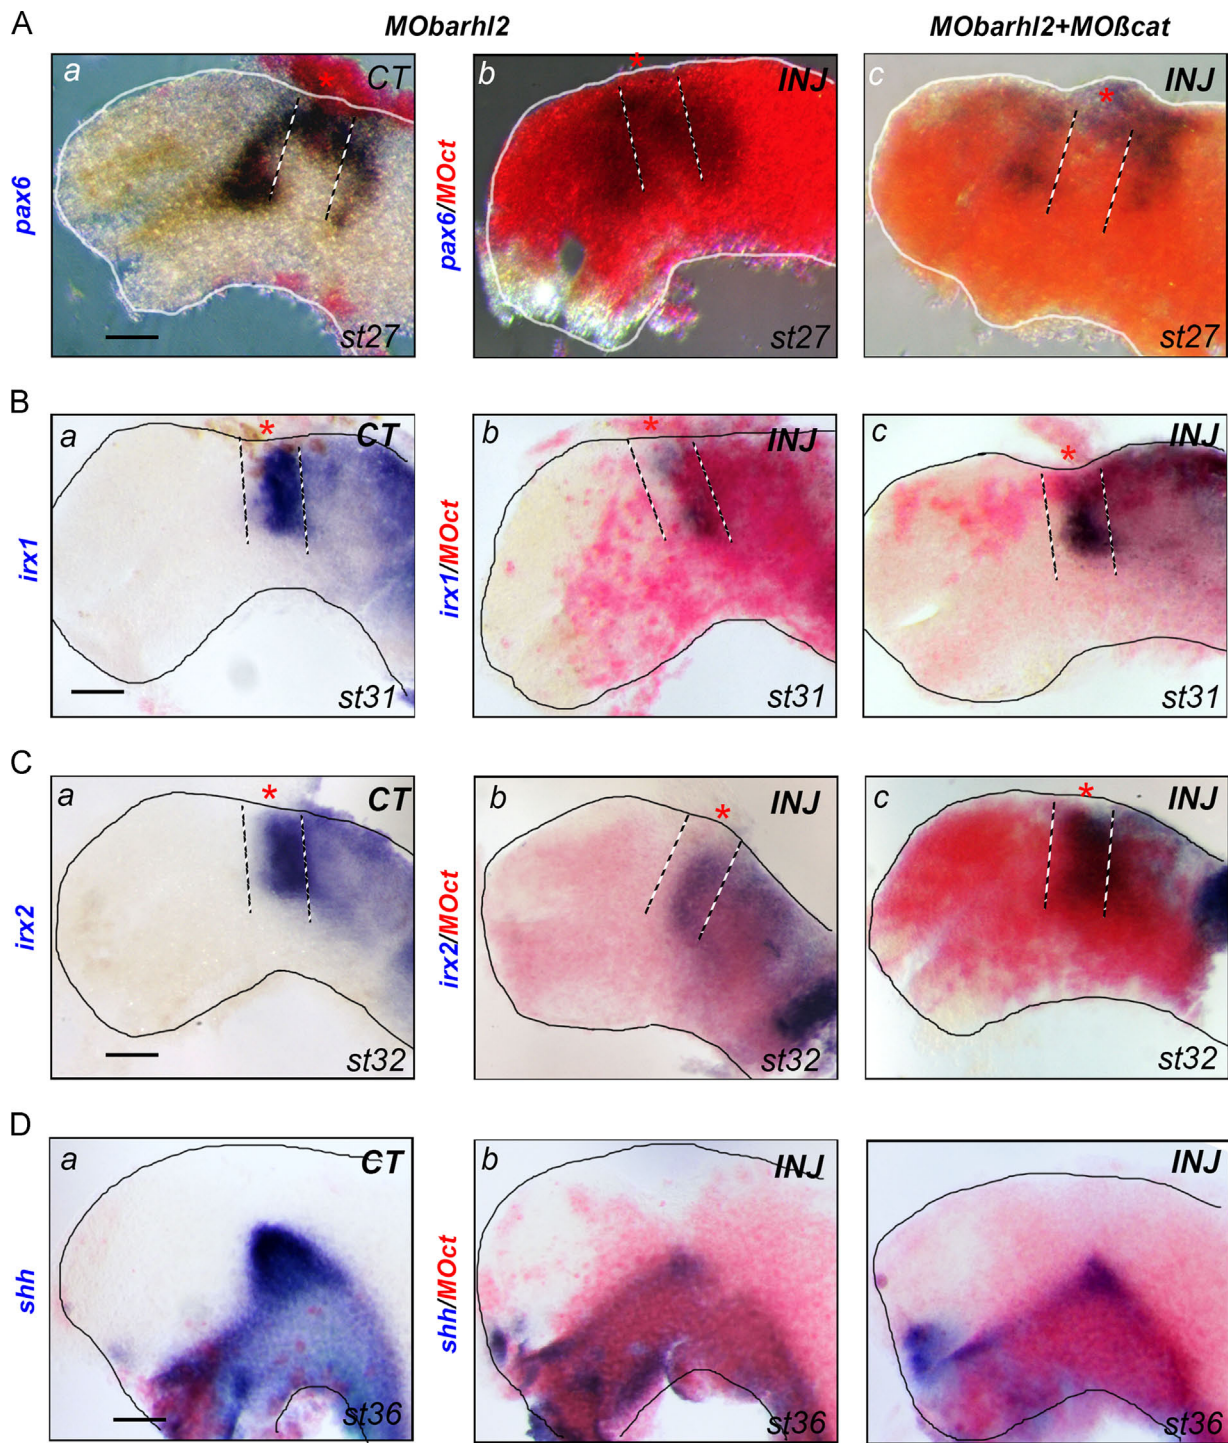 A
MObarhl2
MObarhl2+MOßcat
a
*
CT
pax6
st27
b
*
INJ
pax6/MOct
st27
c
*
INJ
st27
B
a
*
CT
irx1
st31
b
*
INJ
irx1/MOct
st31
c
*
INJ
st31
C
a
*
CT
irx2
st32
b
*
INJ
irx2/MOct
st32
c
*
INJ
st32
D
a
CT
shh
st36
b
INJ
shh/MOct
st36
INJ
st36